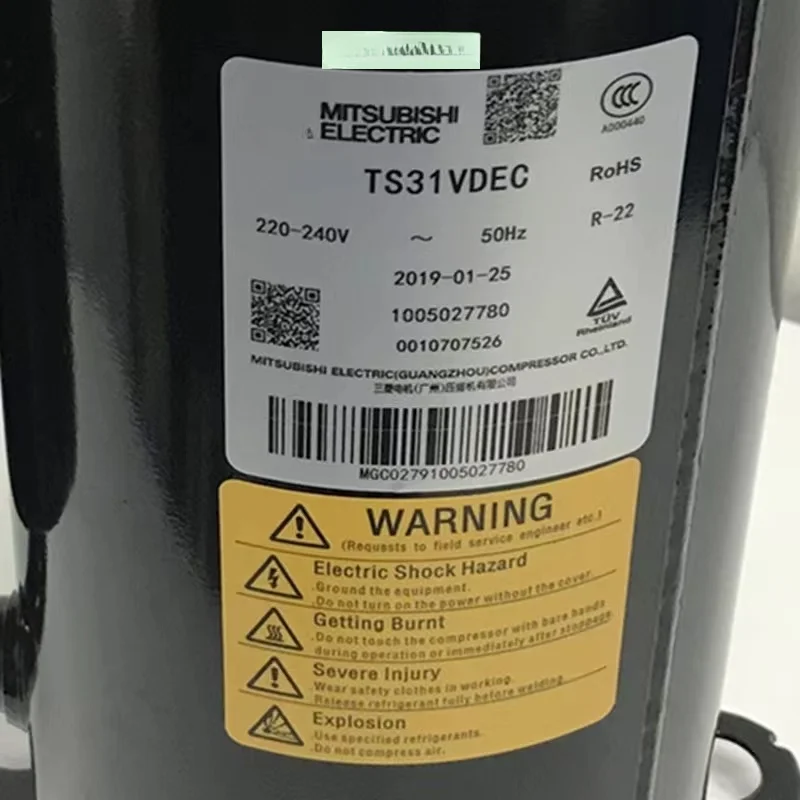 MITSUBISHI
ELECTRIC
CCC
A000440
TS31VDEC
RoHS
220-240V ～ 50Hz
R-22
2019-01-25
1005027780
0010707526
TÜV
Rheinland
MITSUBISHI ELECTRIC(GUANGZHOU)COMPRESSOR CO.,LTD.
三菱电机(广州)压缩机有限公司
MGC02791005027780
WARNING
(Requests to field service engineer etc.)
Electric Shock Hazard
.Ground the equipment.
.Do not turn on the power without the cover.
Getting Burnt
.Do not touch the compressor with bare hands
during operation or immediately after stoppage.
Severe Injury
.Wear safety clothes in working.
.Release refrigerant fully before welding.
Explosion
.Use specified refrigerants.
.Do not compress air.